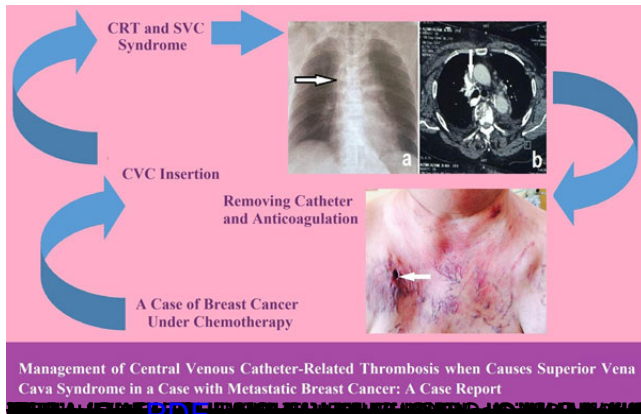 CRT and SVC
Syndrome
a
b
CVC Insertion
Removing Catheter
and Anticoagulation
A Case of Breast Cancer
Under Chemotherapy
Management of Central Venous Catheter-Related Thrombosis when Causes Superior Vena
Cava Syndrome in a Case with Metastatic Breast Cancer: A Case Report
PDF